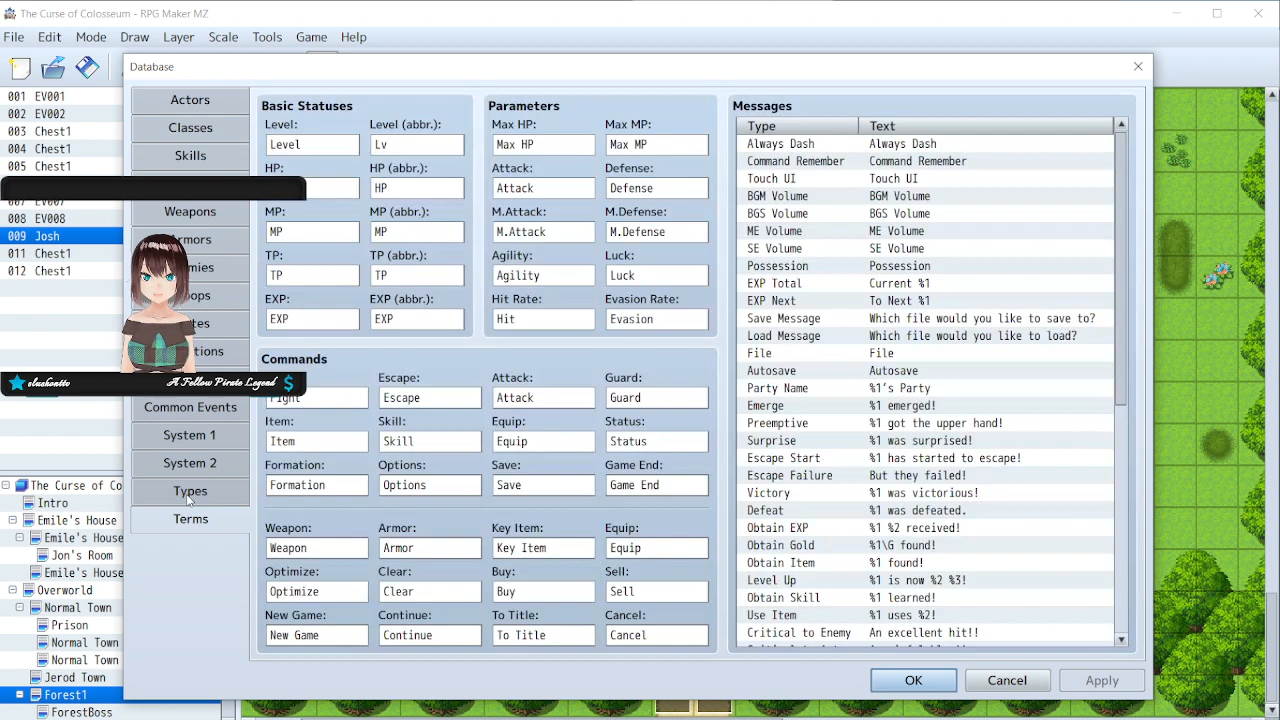 The Curse of Colosseum - RPG Maker MZ
File Edit Mode Draw Layer Scale Tools Game Help
Database
001 EV001
002 EV002
003 Chest1
004 Chest1
005 Chest1
008 EV008
009 Josh
011 Chest1
012 Chest1
The Curse of Co
Intro
Emile's House
Emile's House
Jon's Room
Emile's House
Overworld
Normal Town
Prison
Normal Town
Normal Town
Jerod Town
Forest1
ForestBoss
Actors
Classes
Skills
Weapons
Common Events
System 1
System 2
Types
Terms
elushonttv A Fellow Pirate Legend $
Basic Statuses
Level: Level (abbr.):
Level Lv
HP: HP (abbr.):
HP
MP: MP (abbr.):
MP MP
TP: TP (abbr.):
TP TP
EXP: EXP (abbr.):
EXP EXP
Parameters
Max HP: Max MP:
Max HP Max MP
Attack: Defense:
Attack Defense
M.Attack: M.Defense:
M.Attack M.Defense
Agility: Luck:
Agility Luck
Hit Rate: Evasion Rate:
Hit Evasion
Commands
Escape: Attack: Guard:
Fight Escape Attack Guard
Item: Skill: Equip: Status:
Item Skill Equip Status
Formation: Options: Save: Game End:
Formation Options Save Game End
Weapon: Armor: Key Item: Equip:
Weapon Armor Key Item Equip
Optimize: Clear: Buy: Sell:
Optimize Clear Buy Sell
New Game: Continue: To Title: Cancel:
New Game Continue To Title Cancel
Messages
Type Text
Always Dash Always Dash
Command Remember Command Remember
Touch UI Touch UI
BGM Volume BGM Volume
BGS Volume BGS Volume
ME Volume ME Volume
SE Volume SE Volume
Possession Possession
EXP Total Current %1
EXP Next To Next %1
Save Message Which file would you like to save to?
Load Message Which file would you like to load?
File File
Autosave Autosave
Party Name %1's Party
Emerge %1 emerged!
Preemptive %1 got the upper hand!
Surprise %1 was surprised!
Escape Start %1 has started to escape!
Escape Failure But they failed!
Victory %1 was victorious!
Defeat %1 was defeated.
Obtain EXP %1 %2 received!
Obtain Gold %1\G found!
Obtain Item %1 found!
Level Up %1 is now %2 %3!
Obtain Skill %1 learned!
Use Item %1 uses %2!
Critical to Enemy An excellent hit!!
OK Cancel Apply